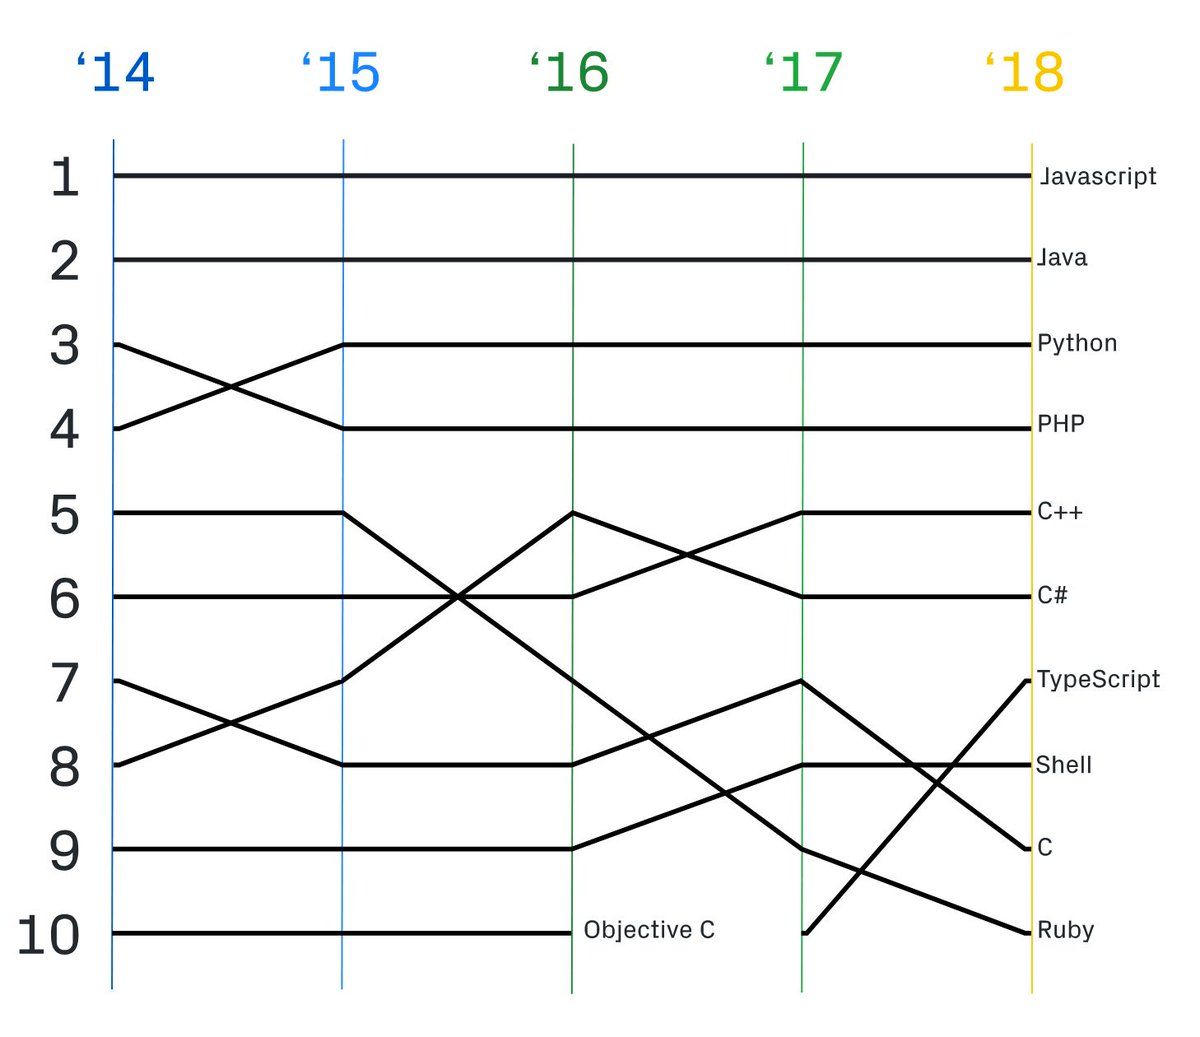 ‘14 ‘15 ‘16 ‘17 ‘18
1 Javascript
2 Java
3 Python
4 PHP
5 C++
6 C#
7 TypeScript
8 Shell
9 C
10 Objective C Ruby